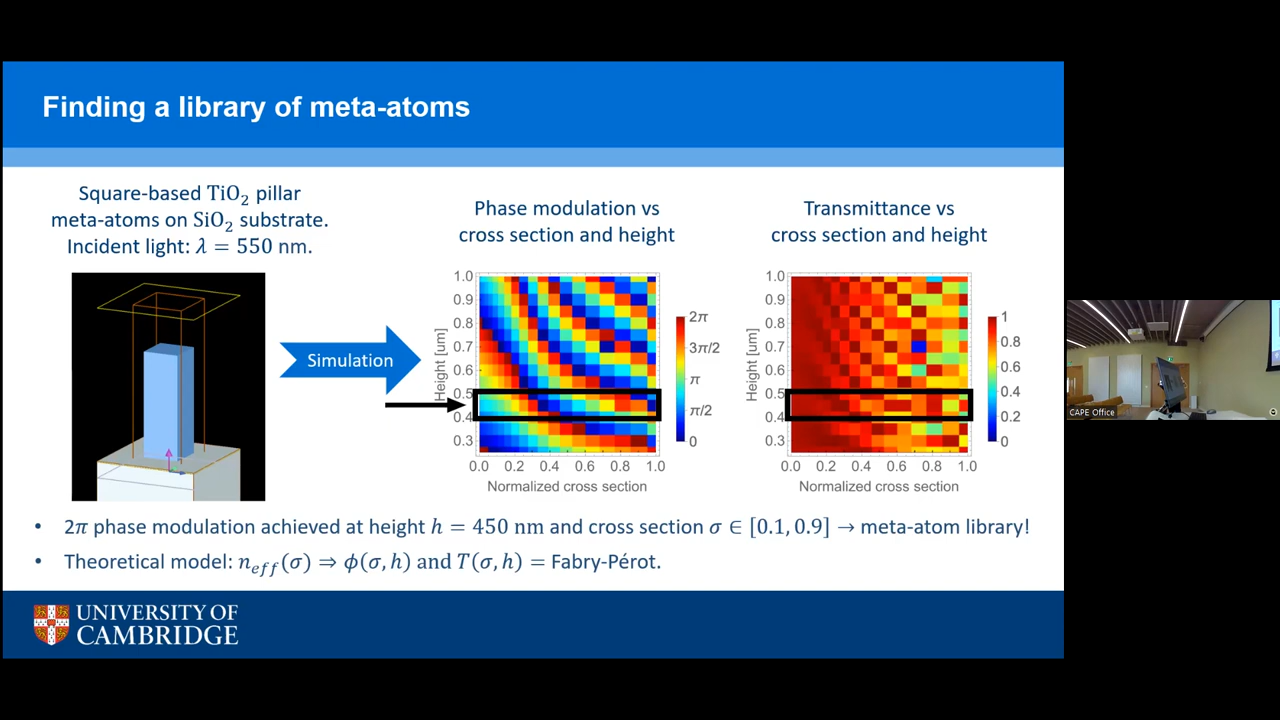 Finding a library of meta-atoms
Square-based TiO₂ pillar
meta-atoms on SiO₂ substrate.
Incident light: λ = 550 nm.
Simulation
Phase modulation vs
cross section and height
1.0
0.9
0.8
0.7
0.6
0.5
0.4
0.3
Height [um]
0.0 0.2 0.4 0.6 0.8 1.0
Normalized cross section
2π
3π/2
π
π/2
0
Transmittance vs
cross section and height
1.0
0.9
0.8
0.7
0.6
0.5
0.4
0.3
Height [um]
0.0 0.2 0.4 0.6 0.8 1.0
Normalized cross section
1
0.8
0.6
0.4
0.2
0
• 2π phase modulation achieved at height h = 450 nm and cross section σ ∈ [0.1, 0.9] → meta-atom library!
• Theoretical model: n_eff(σ) ⇒ ϕ(σ, h) and T(σ, h) = Fabry-Pérot.
UNIVERSITY OF
CAMBRIDGE
CAPE Office